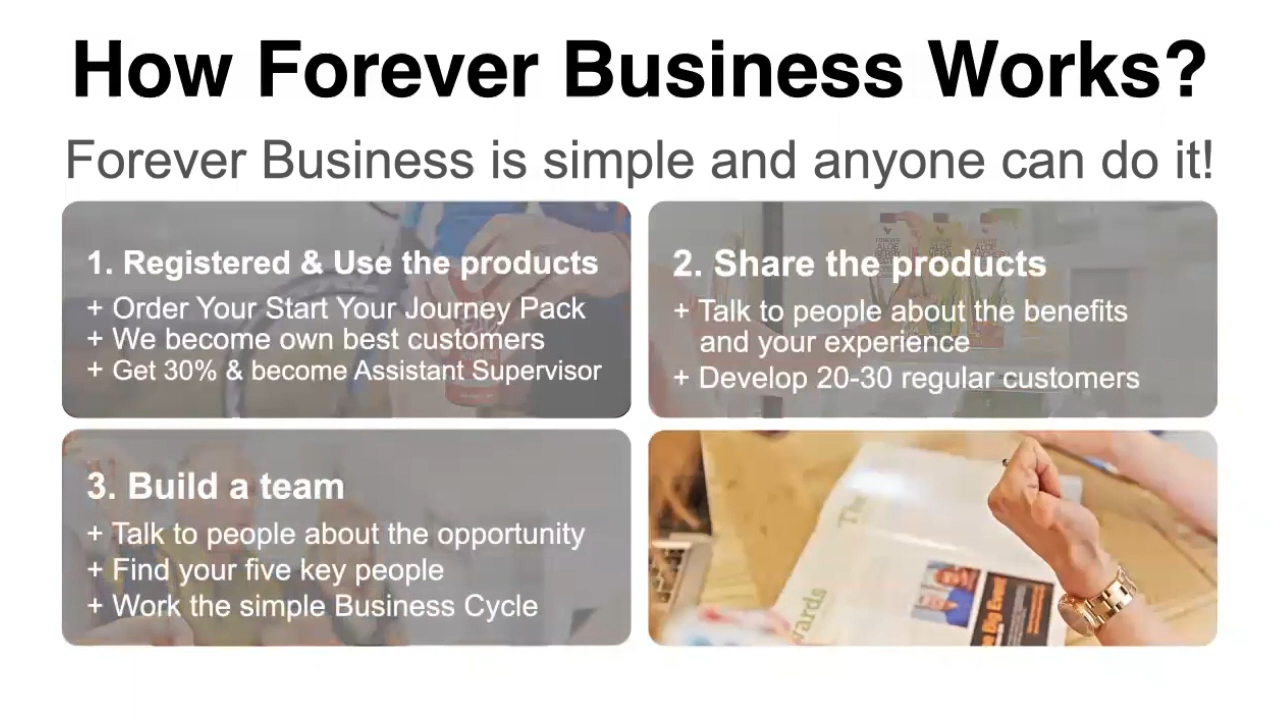 How Forever Business Works?
Forever Business is simple and anyone can do it!
1. Registered & Use the products
+ Order Your Start Your Journey Pack
+ We become own best customers
+ Get 30% & become Assistant Supervisor
2. Share the products
+ Talk to people about the benefits
and your experience
+ Develop 20-30 regular customers
3. Build a team
+ Talk to people about the opportunity
+ Find your five key people
+ Work the simple Business Cycle
Big Event